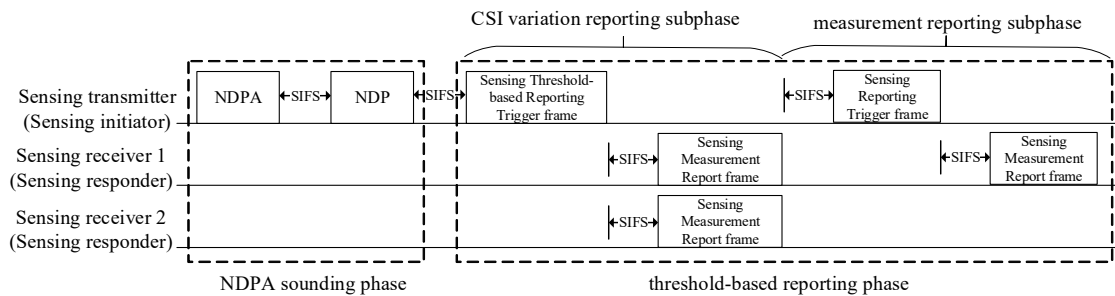 CSI variation reporting subphase
measurement reporting subphase
Sensing transmitter
(Sensing initiator)
NDPA
SIFS
NDP
SIFS
Sensing Threshold-
based Reporting
Trigger frame
SIFS
Sensing
Reporting
Trigger frame
Sensing receiver 1
(Sensing responder)
SIFS
Sensing
Measurement
Report frame
SIFS
Sensing
Measurement
Report frame
Sensing receiver 2
(Sensing responder)
SIFS
Sensing
Measurement
Report frame
NDPA sounding phase
threshold-based reporting phase